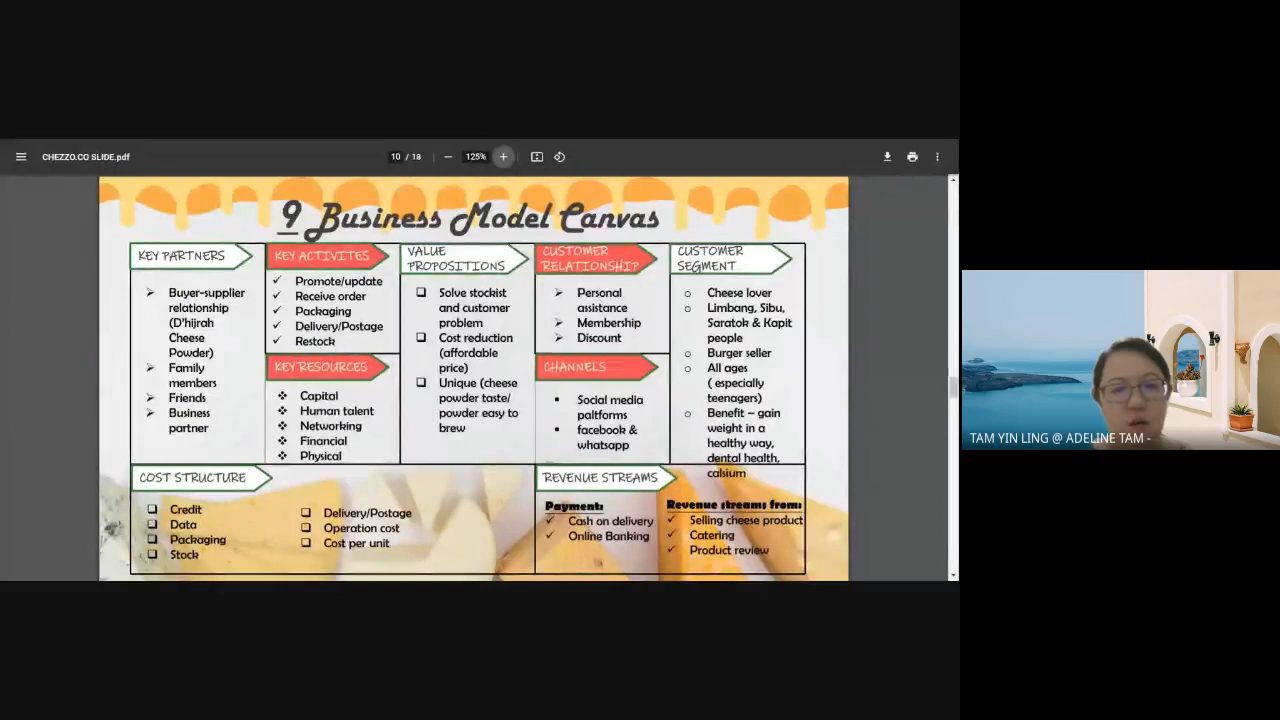 CHEZZO.CO SLIDE.pdf
10 / 18
125%
9 Business Model Canvas
KEY PARTNERS
Buyer-supplier
relationship
(D'hijrah
Cheese
Powder)
Family
members
Friends
Business
partner
KEY ACTIVITES
Promote/update
Receive order
Packaging
Delivery/Postage
Restock
KEY RESOURCES
Capital
Human talent
Networking
Financial
Physical
VALUE
PROPOSITIONS
Solve stockist
and customer
problem
Cost reduction
(affordable
price)
Unique (cheese
powder taste/
powder easy to
brew
CUSTOMER
RELATIONSHIP
Personal
assistance
Membership
Discount
CHANNELS
Social media
paltforms
facebook &
whatsapp
CUSTOMER
SEGMENT
Cheese lover
Limbang, Sibu,
Saratok & Kapit
people
Burger seller
All ages
( especially
teenagers)
Benefit – gain
weight in a
healthy way,
dental health,
calsium
COST STRUCTURE
Credit
Data
Packaging
Stock
Delivery/Postage
Operation cost
Cost per unit
REVENUE STREAMS
Payment:
Cash on delivery
Online Banking
Revenue streams from:
Selling cheese product
Catering
Product review
TAM YIN LING @ ADELINE TAM -